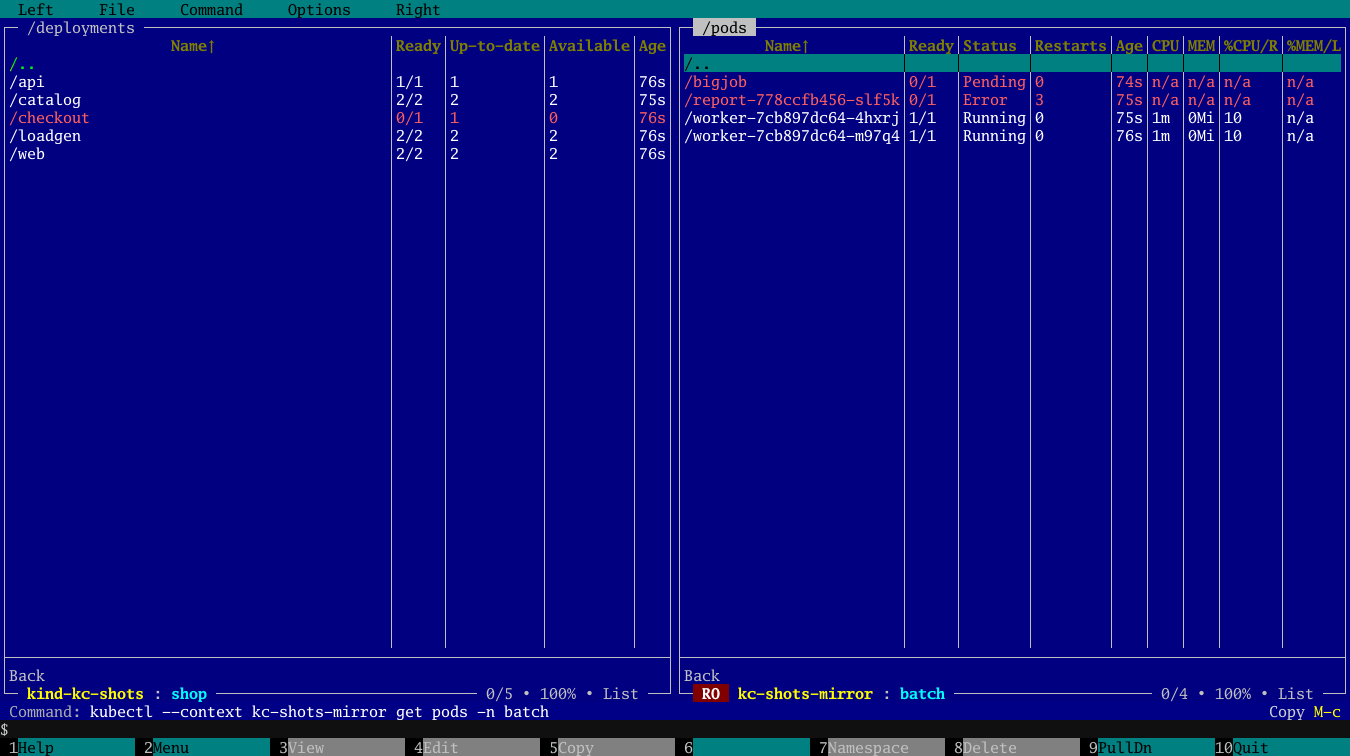 Left File Command Options Right
/deployments /pods
Name↑ Ready Up-to-date Available Age Name↑ Ready Status Restarts Age CPU MEM %CPU/R %MEM/L
/.. /..
/api 1/1 1 1 76s /bigjob 0/1 Pending 0 74s n/a n/a n/a n/a
/catalog 2/2 2 2 75s /report-778ccfb456-slf5k 0/1 Error 3 75s n/a n/a n/a n/a
/checkout 0/1 1 0 76s /worker-7cb897dc64-4hxrj 1/1 Running 0 75s 1m 0Mi 10 n/a
/loadgen 2/2 2 2 76s /worker-7cb897dc64-m97q4 1/1 Running 0 76s 1m 0Mi 10 n/a
/web 2/2 2 2 76s
Back Back
kind-kc-shots : shop 0/5 • 100% • List RO kc-shots-mirror : batch 0/4 • 100% • List
Command: kubectl --context kc-shots-mirror get pods -n batch Copy M-c
$
1Help 2Menu 3View 4Edit 5Copy 6 7Namespace 8Delete 9PullDn 10Quit